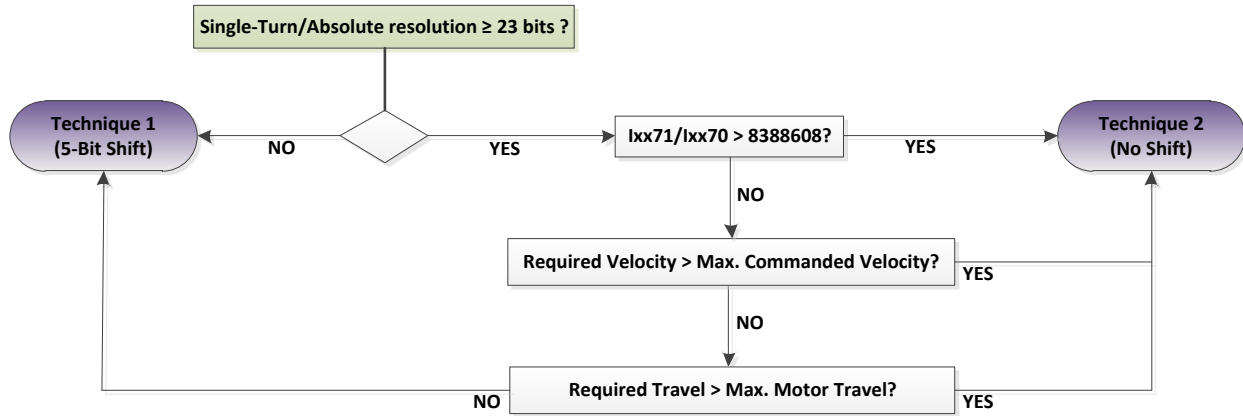 Single-Turn/Absolute resolution ≥ 23 bits ?
Technique 1
(5-Bit Shift)
NO
YES
Ixx71/Ixx70 > 8388608?
YES
Technique 2
(No Shift)
NO
Required Velocity > Max. Commanded Velocity?
YES
NO
Required Travel > Max. Motor Travel?
NO
YES